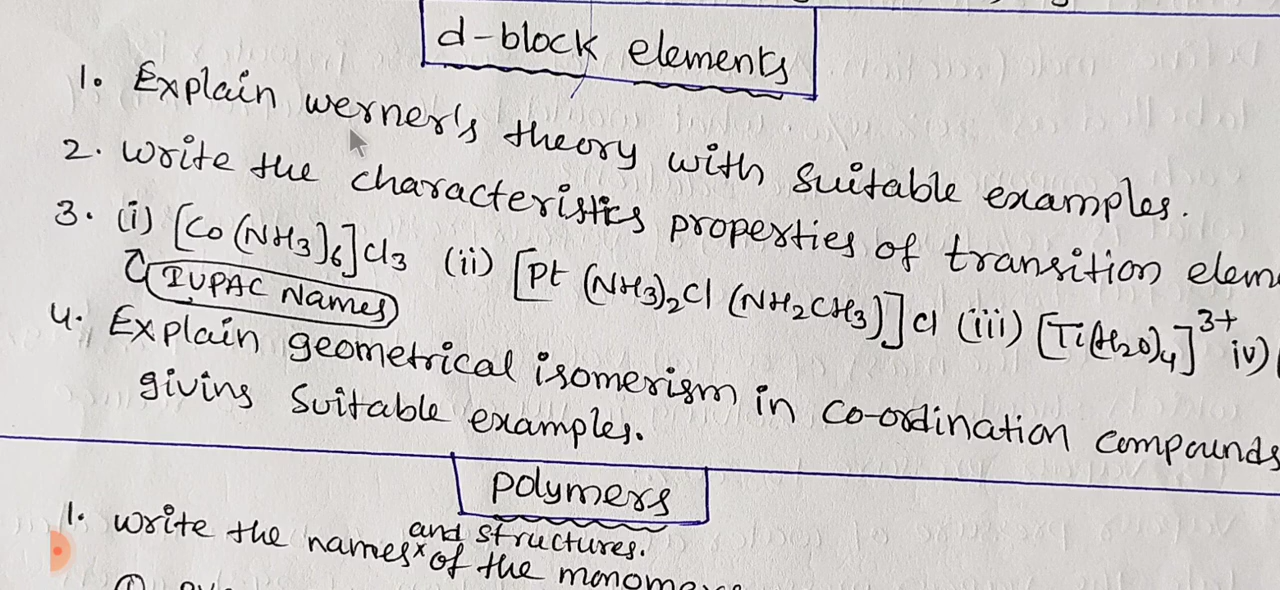 d-block elements
1. Explain werner's theory with suitable examples.
2. write the characteristics properties of transition elem
3. (i) [Co(NH3)6]Cl3 (ii) [Pt (NH3)2Cl (NH2CH3)]Cl (iii) [Ti(H2O)4]3+ iv)
IUPAC Names
4. Explain geometrical isomerism in co-ordination compounds
giving suitable examples.
polymers
and structures.
1. write the names x of the monome